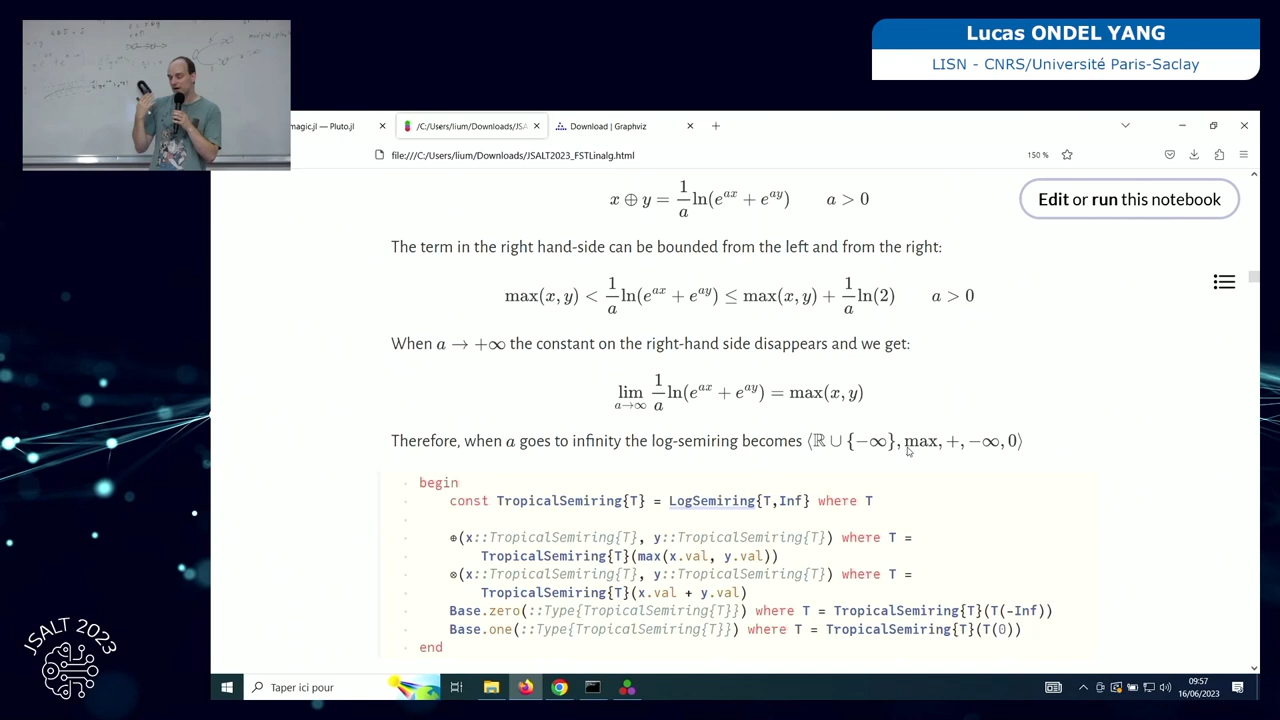 Lucas ONDEL YANG
LISN - CNRS/Université Paris-Saclay
magic.jl — Pluto.jl
/C:/Users/lium/Downloads/JSA
Download | Graphviz
file:///C:/Users/lium/Downloads/JSALT2023_FSTLinalg.html
150 %
x ⊕ y = 1/a ln(e^{ax} + e^{ay}) a > 0
Edit or run this notebook
The term in the right hand-side can be bounded from the left and from the right:
max(x, y) < 1/a ln(e^{ax} + e^{ay}) ≤ max(x, y) + 1/a ln(2) a > 0
When a → +∞ the constant on the right-hand side disappears and we get:
lim_{a→∞} 1/a ln(e^{ax} + e^{ay}) = max(x, y)
Therefore, when a goes to infinity the log-semiring becomes ⟨ℝ ∪ {−∞}, max, +, −∞, 0⟩
begin
const TropicalSemiring{T} = LogSemiring{T,Inf} where T
⊕(x::TropicalSemiring{T}, y::TropicalSemiring{T}) where T =
TropicalSemiring{T}(max(x.val, y.val))
⊗(x::TropicalSemiring{T}, y::TropicalSemiring{T}) where T =
TropicalSemiring{T}(x.val + y.val)
Base.zero(::Type{TropicalSemiring{T}}) where T = TropicalSemiring{T}(T(-Inf))
Base.one(::Type{TropicalSemiring{T}}) where T = TropicalSemiring{T}(T(0))
end
JSALT 2023
Taper ici pour
09:57
16/06/2023